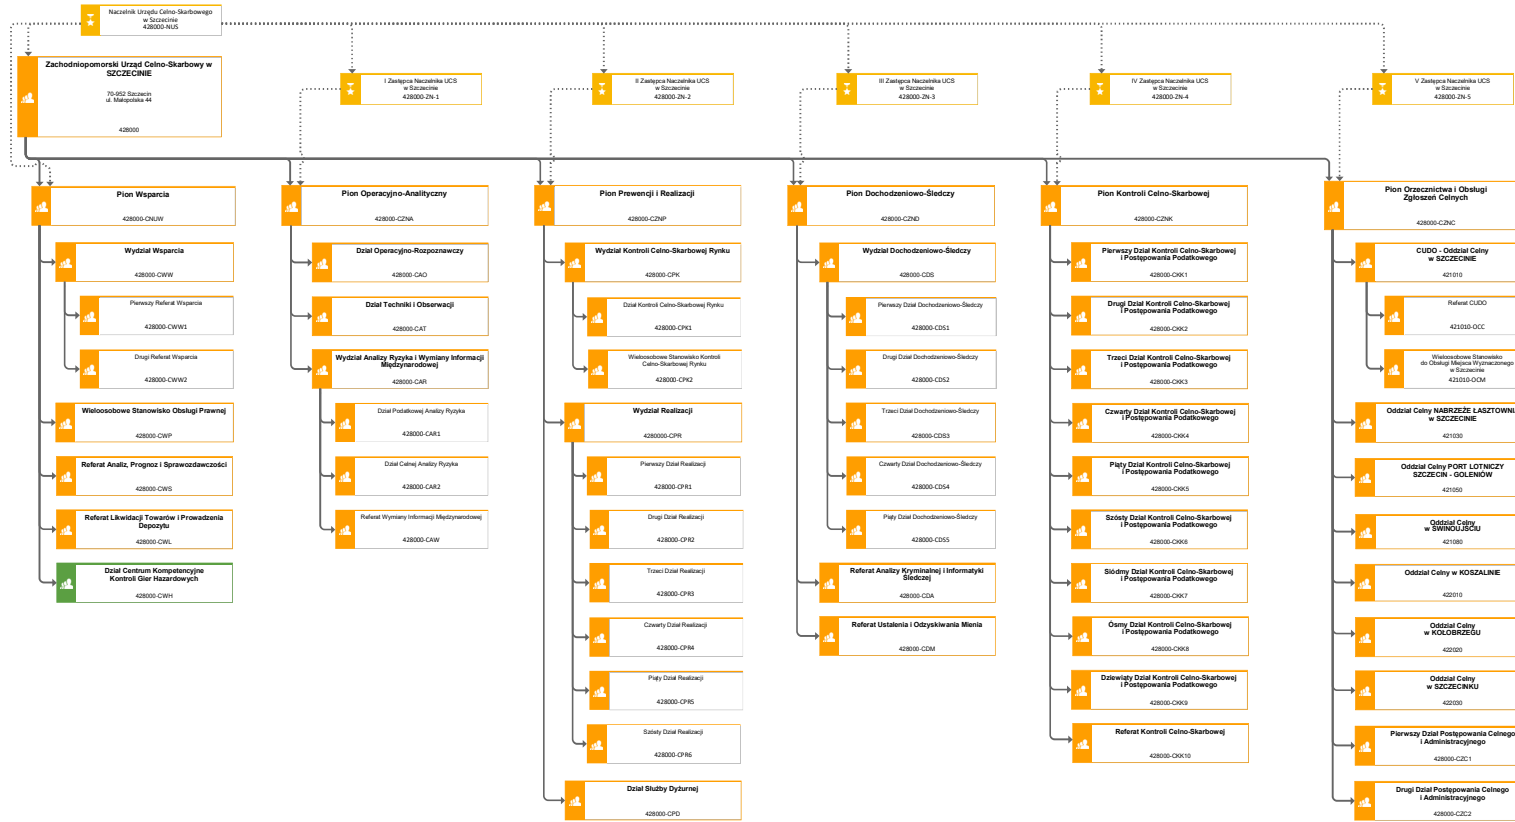 Naczelnik Urzędu Celno-Skarbowego
w Szczecinie
428000-NUS
Zachodniopomorski Urząd Celno-Skarbowy w
SZCZECINIE
70-952 Szczecin
ul. Małopolska 44
428000
I Zastępca Naczelnika UCS
w Szczecinie
428000-ZN-1
II Zastępca Naczelnika UCS
w Szczecinie
428000-ZN-2
III Zastępca Naczelnika UCS
w Szczecinie
428000-ZN-3
IV Zastępca Naczelnika UCS
w Szczecinie
428000-ZN-4
V Zastępca Naczelnika UCS
w Szczecinie
428000-ZN-5
Pion Wsparcia
428000-CNUW
Wydział Wsparcia
428000-CWW
Pierwszy Referat Wsparcia
428000-CWW1
Drugi Referat Wsparcia
428000-CWW2
Wieloosobowe Stanowisko Obsługi Prawnej
428000-CWP
Referat Analiz, Prognoz i Sprawozdawczości
428000-CWS
Referat Likwidacji Towarów i Prowadzenia
Depozytu
428000-CWL
Dział Centrum Kompetencyjne
Kontroli Gier Hazardowych
428000-CWH
Pion Operacyjno-Analityczny
428000-CZNA
Dział Operacyjno-Rozpoznawczy
428000-CAO
Dział Techniki i Obserwacji
428000-CAT
Wydział Analizy Ryzyka i Wymiany Informacji
Międzynarodowej
428000-CAR
Dział Podatkowej Analizy Ryzyka
428000-CAR1
Dział Celnej Analizy Ryzyka
428000-CAR2
Referat Wymiany Informacji Międzynarodowej
428000-CAW
Pion Prewencji i Realizacji
428000-CZNP
Wydział Kontroli Celno-Skarbowej Rynku
428000-CPK
Dział Kontroli Celno-Skarbowej Rynku
428000-CPK1
Wieloosobowe Stanowisko Kontroli
Celno-Skarbowej Rynku
428000-CPK2
Wydział Realizacji
428000-CPR
Pierwszy Dział Realizacji
428000-CPR1
Drugi Dział Realizacji
428000-CPR2
Trzeci Dział Realizacji
428000-CPR3
Czwarty Dział Realizacji
428000-CPR4
Piąty Dział Realizacji
428000-CPR5
Szósty Dział Realizacji
428000-CPR6
Dział Służby Dyżurnej
428000-CPD
Pion Dochodzeniowo-Śledczy
428000-CZND
Wydział Dochodzeniowo-Śledczy
428000-CDS
Pierwszy Dział Dochodzeniowo-Śledczy
428000-CDS1
Drugi Dział Dochodzeniowo-Śledczy
428000-CDS2
Trzeci Dział Dochodzeniowo-Śledczy
428000-CDS3
Czwarty Dział Dochodzeniowo-Śledczy
428000-CDS4
Piąty Dział Dochodzeniowo-Śledczy
428000-CDS5
Referat Analizy Kryminalnej i Informatyki
Śledczej
428000-CDA
Referat Ustalenia i Odzyskiwania Mienia
428000-CDM
Pion Kontroli Celno-Skarbowej
428000-CZNK
Pierwszy Dział Kontroli Celno-Skarbowej
i Postępowania Podatkowego
428000-CKK1
Drugi Dział Kontroli Celno-Skarbowej
i Postępowania Podatkowego
428000-CKK2
Trzeci Dział Kontroli Celno-Skarbowej
i Postępowania Podatkowego
428000-CKK3
Czwarty Dział Kontroli Celno-Skarbowej
i Postępowania Podatkowego
428000-CKK4
Piąty Dział Kontroli Celno-Skarbowej
i Postępowania Podatkowego
428000-CKK5
Szósty Dział Kontroli Celno-Skarbowej
i Postępowania Podatkowego
428000-CKK6
Siódmy Dział Kontroli Celno-Skarbowej
i Postępowania Podatkowego
428000-CKK7
Ósmy Dział Kontroli Celno-Skarbowej
i Postępowania Podatkowego
428000-CKK8
Dziewiąty Dział Kontroli Celno-Skarbowej
i Postępowania Podatkowego
428000-CKK9
Referat Kontroli Celno-Skarbowej
428000-CKK10
Pion Orzecznictwa i Obsługi
Zgłoszeń Celnych
428000-CZNC
CUDO - Oddział Celny
w SZCZECINIE
421010
Referat CUDO
421010-OCC
Wieloosobowe Stanowisko
do Obsługi Miejsca Wyznaczonego
w Szczecinie
421010-OCM
Oddział Celny NABRZEŻE ŁASZTOWNIA
w SZCZECINIE
421030
Oddział Celny PORT LOTNICZY
SZCZECIN - GOLENIÓW
421050
Oddział Celny
w ŚWINOUJŚCIU
421080
Oddział Celny w KOSZALINIE
422010
Oddział Celny
w KOŁOBRZEGU
422020
Oddział Celny
w SZCZECINKU
422030
Pierwszy Dział Postępowania Celnego
i Administracyjnego
428000-CZC1
Drugi Dział Postępowania Celnego
i Administracyjnego
428000-CZC2